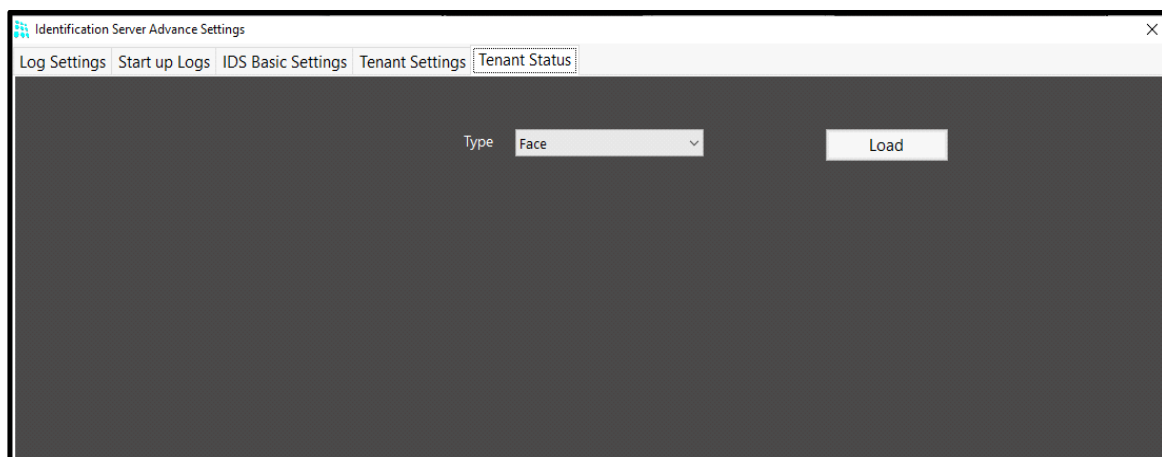 Identification Server Advance Settings
Log Settings Start up Logs IDS Basic Settings Tenant Settings Tenant Status
Type Face Load